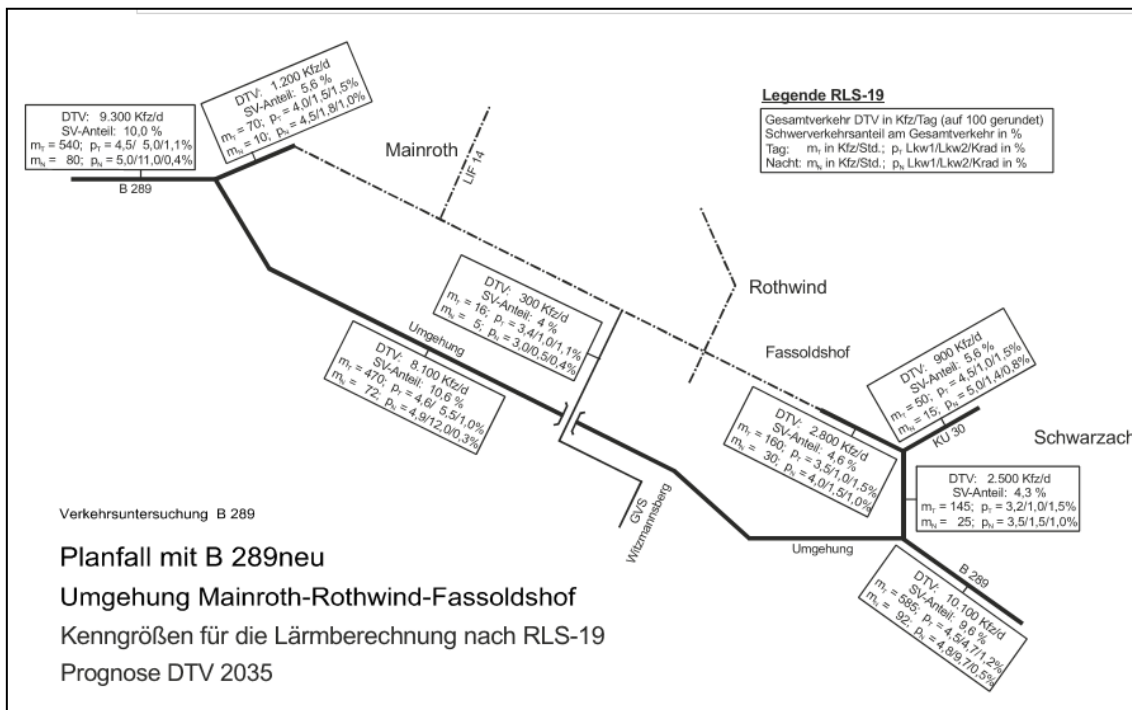 DTV: 9.300 Kfz/d
SV-Anteil: 10,0 %
mT = 540; pT = 4,5/ 5,0/1,1%
mN = 80; pN = 5,0/11,0/0,4%
B 289
DTV: 1.200 Kfz/d
SV-Anteil: 5,6 %
mT = 70; pT = 4,0/1,5/1,5%
mN = 10; pN = 4,5/1,8/1,0%
Mainroth
LIF 14
Legende RLS-19
Gesamtverkehr DTV in Kfz/Tag (auf 100 gerundet)
Schwerverkehrsanteil am Gesamtverkehr in %
Tag: mT in Kfz/Std.; pT Lkw1/Lkw2/Krad in %
Nacht: mN in Kfz/Std.; pN Lkw1/Lkw2/Krad in %
Rothwind
DTV: 300 Kfz/d
SV-Anteil: 4 %
mT = 16; pT = 3,4/1,0/1,1%
mN = 5; pN = 3,0/0,5/0,4%
Umgehung
DTV: 8.100 Kfz/d
SV-Anteil: 10,6 %
mT = 470; pT = 4,6/ 5,5/1,0%
mN = 72; pN = 4,9/12,0/0,3%
Fassoldshof
DTV: 900 Kfz/d
SV-Anteil: 5,6 %
mT = 50; pT = 4,5/1,0/1,5%
mN = 15; pN = 5,0/1,4/0,8%
KU 30
Schwarzach
DTV: 2.800 Kfz/d
SV-Anteil: 4,6 %
mT = 160; pT = 3,5/1,0/1,5%
mN = 30; pN = 4,0/1,5/1,0%
DTV: 2.500 Kfz/d
SV-Anteil: 4,3 %
mT = 145; pT = 3,2/1,0/1,5%
mN = 25; pN = 3,5/1,5/1,0%
GVS
Witzmannsberg
Umgehung
B 289
DTV: 10.100 Kfz/d
SV-Anteil: 9,6 %
mT = 585; pT = 4,5/4,7/1,2%
mN = 92; pN = 4,8/9,7/0,5%
Verkehrsuntersuchung B 289
Planfall mit B 289neu
Umgehung Mainroth-Rothwind-Fassoldshof
Kenngrößen für die Lärmberechnung nach RLS-19
Prognose DTV 2035